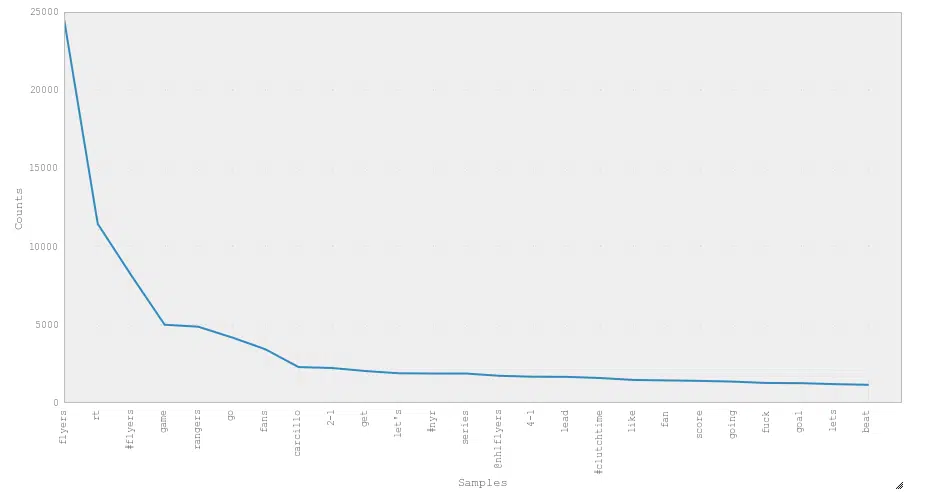 25000
20000
15000
10000
5000
0
Counts
flyers
rt
#flyers
game
rangers
go
fans
carcillo
2-1
get
let's
#nyr
series
@nhlflyers
4-1
lead
#clutchtime
like
fan
score
going
fuck
goal
lets
beat
Samples